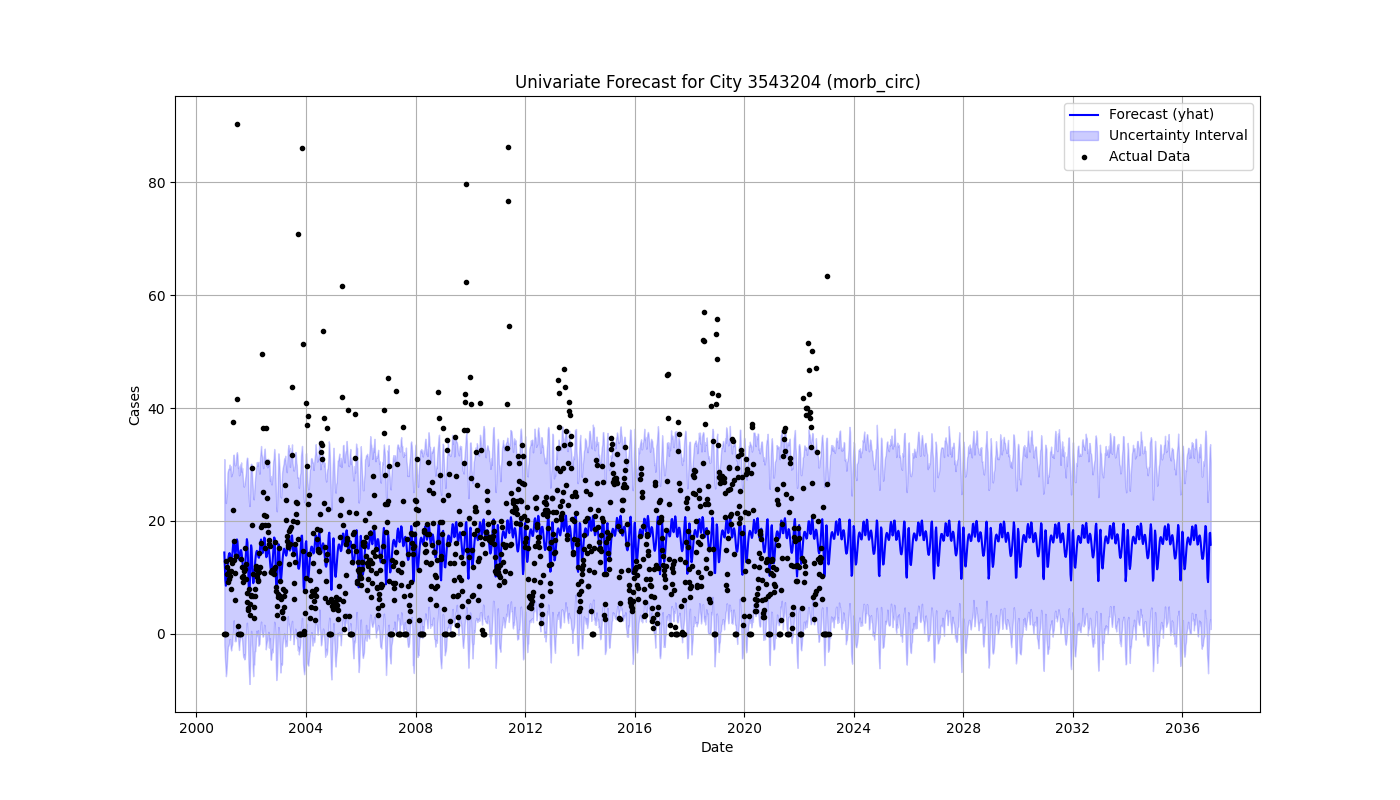 Univariate Forecast for City 3543204 (morb_circ)
Forecast (yhat)
Uncertainty Interval
Actual Data
Cases
80
60
40
20
0
2000 2004 2008 2012 2016 2020 2024 2028 2032 2036
Date